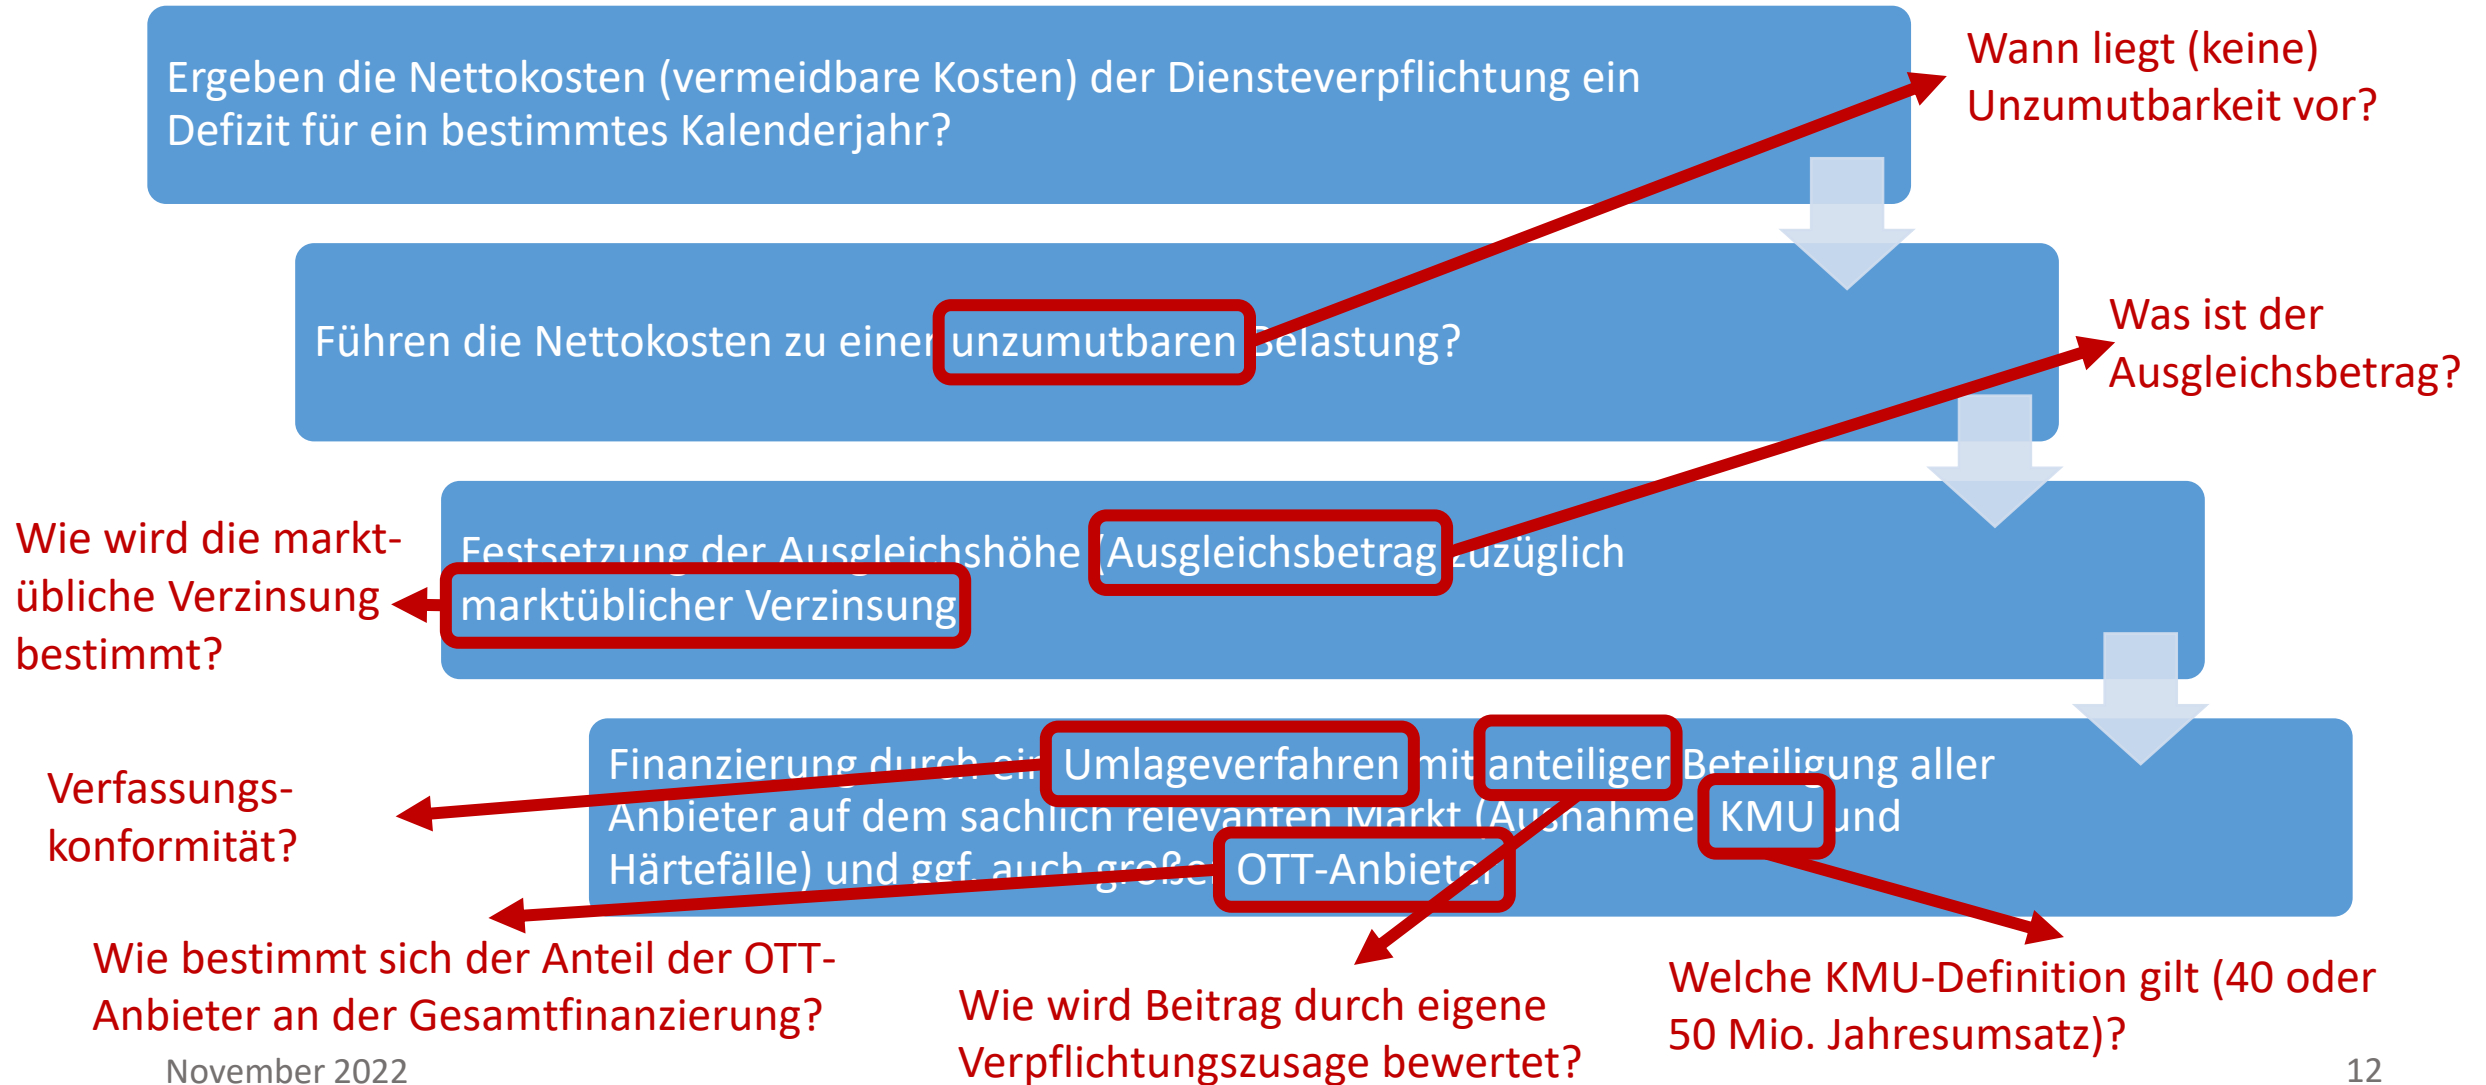 Ergeben die Nettokosten (vermeidbare Kosten) der Diensteverpflichtung ein
Defizit für ein bestimmtes Kalenderjahr?
Wann liegt (keine)
Unzumutbarkeit vor?
Führen die Nettokosten zu einer unzumutbaren Belastung?
Was ist der
Ausgleichsbetrag?
Wie wird die markt-
übliche Verzinsung
bestimmt?
Festsetzung der Ausgleichshöhe (Ausgleichsbetrag zuzüglich
marktüblicher Verzinsung
Verfassungs-
konformität?
Finanzierung durch ein Umlageverfahren mit anteiliger Beteiligung aller
Anbieter auf dem sachlich relevanten Markt (Ausnahme KMU und
Härtefälle) und ggf. auch großer OTT-Anbieter
Wie bestimmt sich der Anteil der OTT-
Anbieter an der Gesamtfinanzierung?
Wie wird Beitrag durch eigene
Verpflichtungszusage bewertet?
Welche KMU-Definition gilt (40 oder
50 Mio. Jahresumsatz)?
November 2022
12